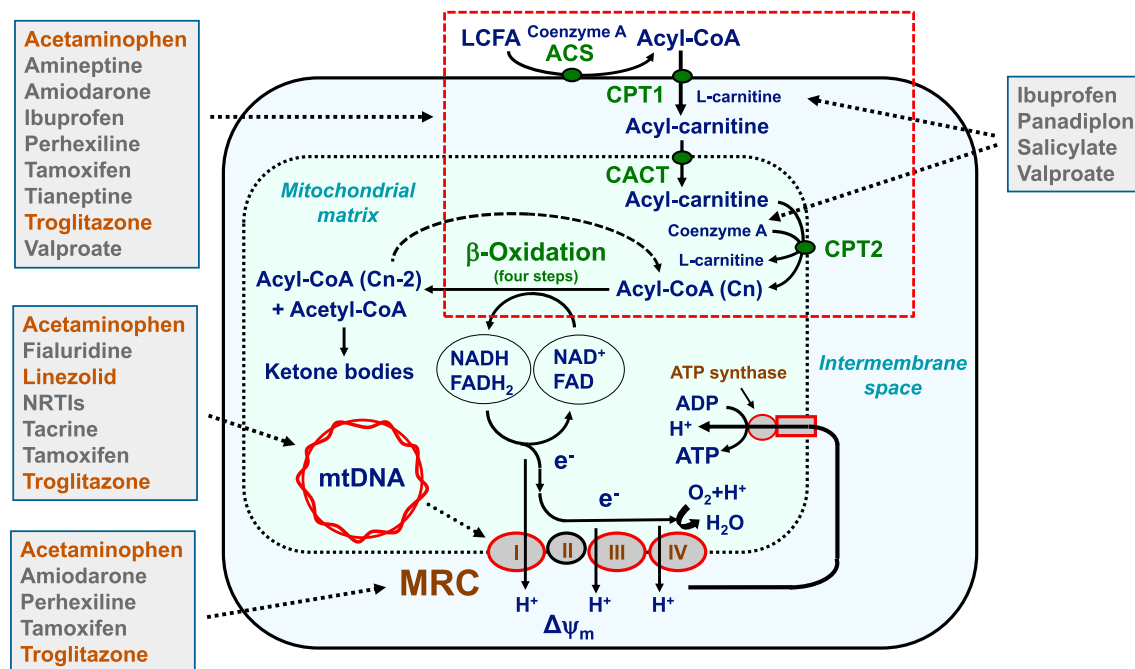 Acetaminophen
Amineptine
Amiodarone
Ibuprofen
Perhexiline
Tamoxifen
Tianeptine
Troglitazone
Valproate
Acetaminophen
Fialuridine
Linezolid
NRTIs
Tacrine
Tamoxifen
Troglitazone
Acetaminophen
Amiodarone
Perhexiline
Tamoxifen
Troglitazone
LCFA
Coenzyme A
Acyl-CoA
ACS
CPT1
L-carnitine
Acyl-carnitine
CACT
Acyl-carnitine
Coenzyme A
L-carnitine
CPT2
Mitochondrial
matrix
β-Oxidation
(four steps)
Acyl-CoA (Cn-2)
+ Acetyl-CoA
Acyl-CoA (Cn)
Ketone bodies
NADH
FADH₂
NAD⁺
FAD
Intermembrane
space
ATP synthase
ADP
H⁺
ATP
mtDNA
e⁻
e⁻
O₂+H⁺
H₂O
I
II
III
IV
MRC
H⁺
H⁺
H⁺
Δψₘ
Ibuprofen
Panadiplon
Salicylate
Valproate